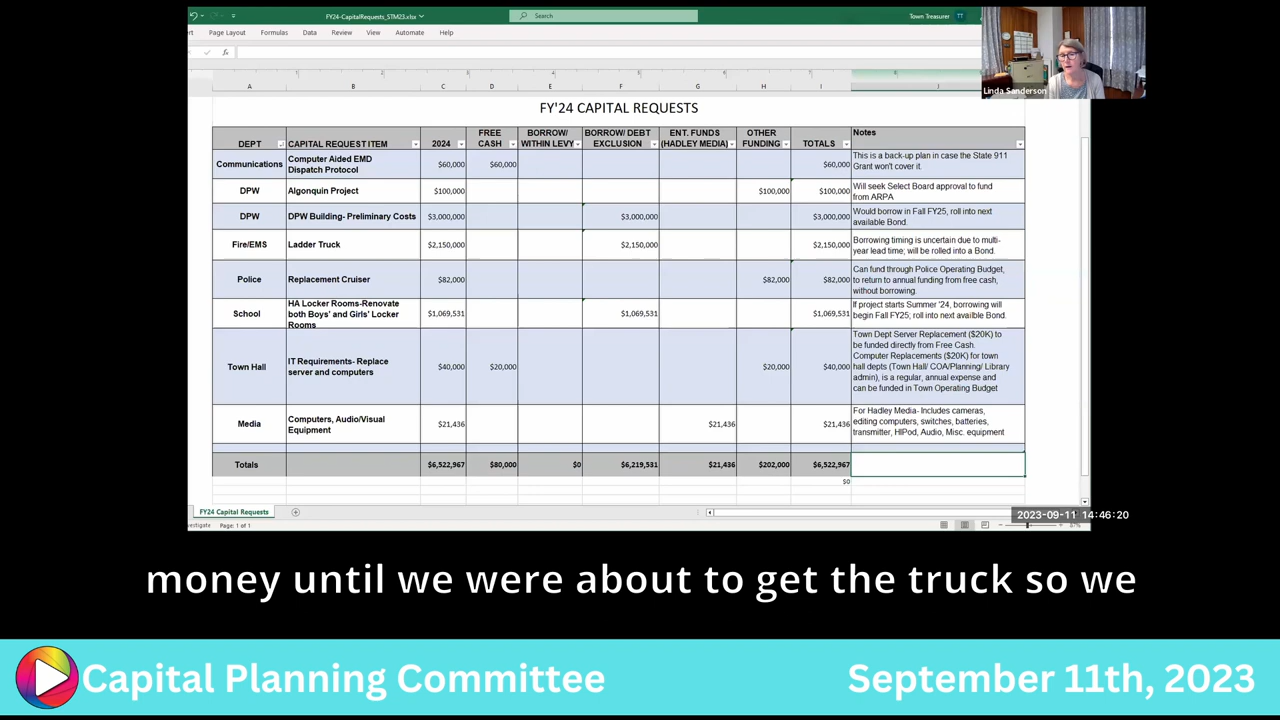 FY24-CapitalRequests_STM23.xlsx
Search
Town Treasurer
TT
Page Layout
Formulas
Data
Review
View
Automate
Help
fx
A
B
C
D
E
F
G
H
I
J
Linda Sanderson
FY'24 CAPITAL REQUESTS
DEPT
CAPITAL REQUEST ITEM
2024
FREE
CASH
BORROW/
WITHIN LEVY
BORROW/ DEBT
EXCLUSION
ENT. FUNDS
(HADLEY MEDIA)
OTHER
FUNDING
TOTALS
Notes
Communications
Computer Aided EMD
Dispatch Protocol
$60,000
$60,000
$60,000
This is a back-up plan in case the State 911
Grant won't cover it.
DPW
Algonquin Project
$100,000
$100,000
$100,000
Will seek Select Board approval to fund
from ARPA
DPW
DPW Building- Preliminary Costs
$3,000,000
$3,000,000
$3,000,000
Would borrow in Fall FY25, roll into next
available Bond.
Fire/EMS
Ladder Truck
$2,150,000
$2,150,000
$2,150,000
Borrowing timing is uncertain due to multi-
year lead time; will be rolled into a Bond.
Police
Replacement Cruiser
$82,000
$82,000
$82,000
Can fund through Police Operating Budget,
to return to annual funding from free cash,
without borrowing.
School
HA Locker Rooms-Renovate
both Boys' and Girls' Locker
Rooms
$1,069,531
$1,069,531
$1,069,531
If project starts Summer '24, borrowing will
begin Fall FY25; roll into next availble Bond.
Town Hall
IT Requirements- Replace
server and computers
$40,000
$20,000
$20,000
$40,000
Town Dept Server Replacement ($20K) to
be funded directly from Free Cash.
Computer Replacements ($20K) for town
hall depts (Town Hall/ COA/Planning/ Library
admin), is a regular, annual expense and
can be funded in Town Operating Budget
Media
Computers, Audio/Visual
Equipment
$21,436
$21,436
$21,436
For Hadley Media- Includes cameras,
editing computers, switches, batteries,
transmitter, HIPod, Audio, Misc. equipment
Totals
$6,522,967
$80,000
$0
$6,219,531
$21,436
$202,000
$6,522,967
$0
FY24 Capital Requests
Page: 1 of 1
2023-09-11 14:46:20
money until we were about to get the truck so we
Capital Planning Committee
September 11th, 2023